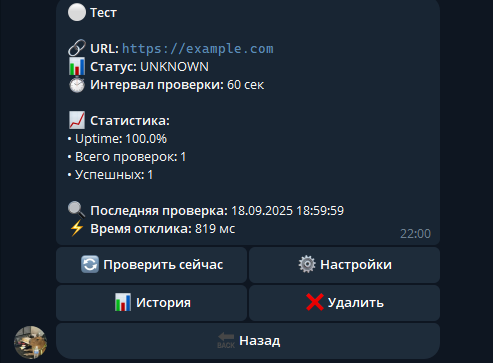 Тест
🔗 URL: https://example.com
📊 Статус: UNKNOWN
⏱ Интервал проверки: 60 сек
📈 Статистика:
• Uptime: 100.0%
• Всего проверок: 1
• Успешных: 1
🔍 Последняя проверка: 18.09.2025 18:59:59
⚡ Время отклика: 819 мс
22:00
🔄 Проверить сейчас
⚙️ Настройки
📊 История
❌ Удалить
🔙 Назад